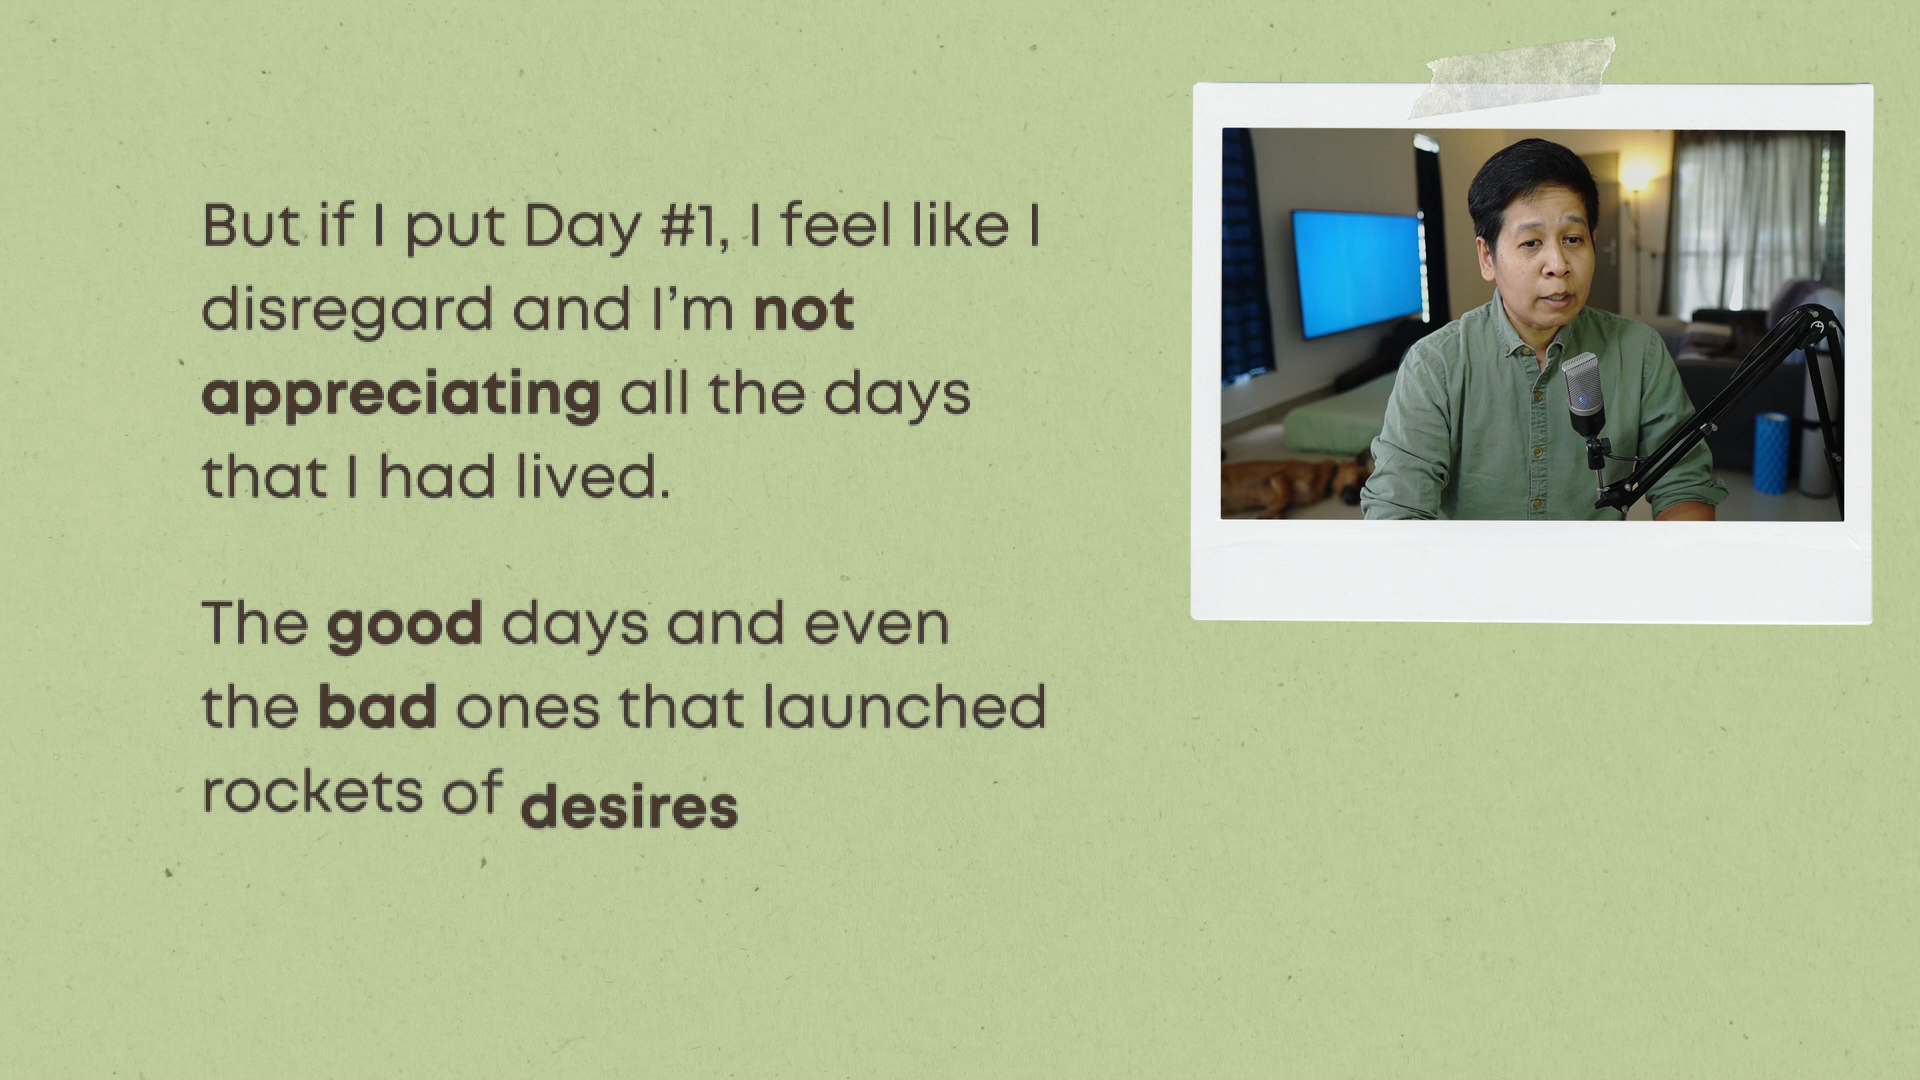 But if I put Day #1, I feel like I
disregard and I’m not
appreciating all the days
that I had lived.
The good days and even
the bad ones that launched
rockets of desires